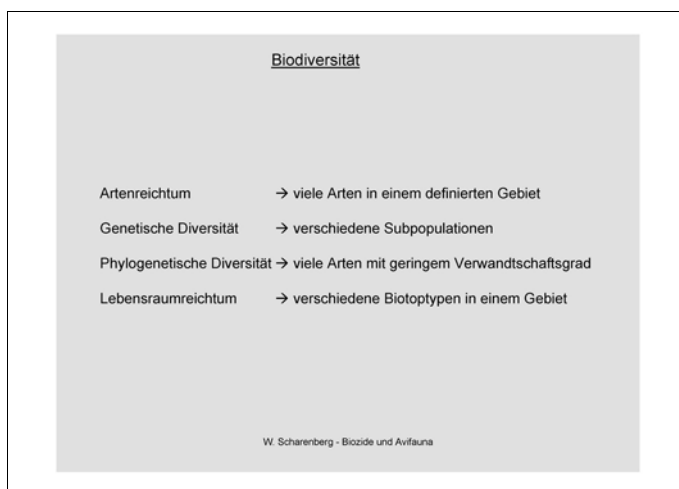 Biodiversität
Artenreichtum → viele Arten in einem definierten Gebiet
Genetische Diversität → verschiedene Subpopulationen
Phylogenetische Diversität → viele Arten mit geringem Verwandtschaftsgrad
Lebensraumreichtum → verschiedene Biotoptypen in einem Gebiet
W. Scharenberg - Biozide und Avifauna